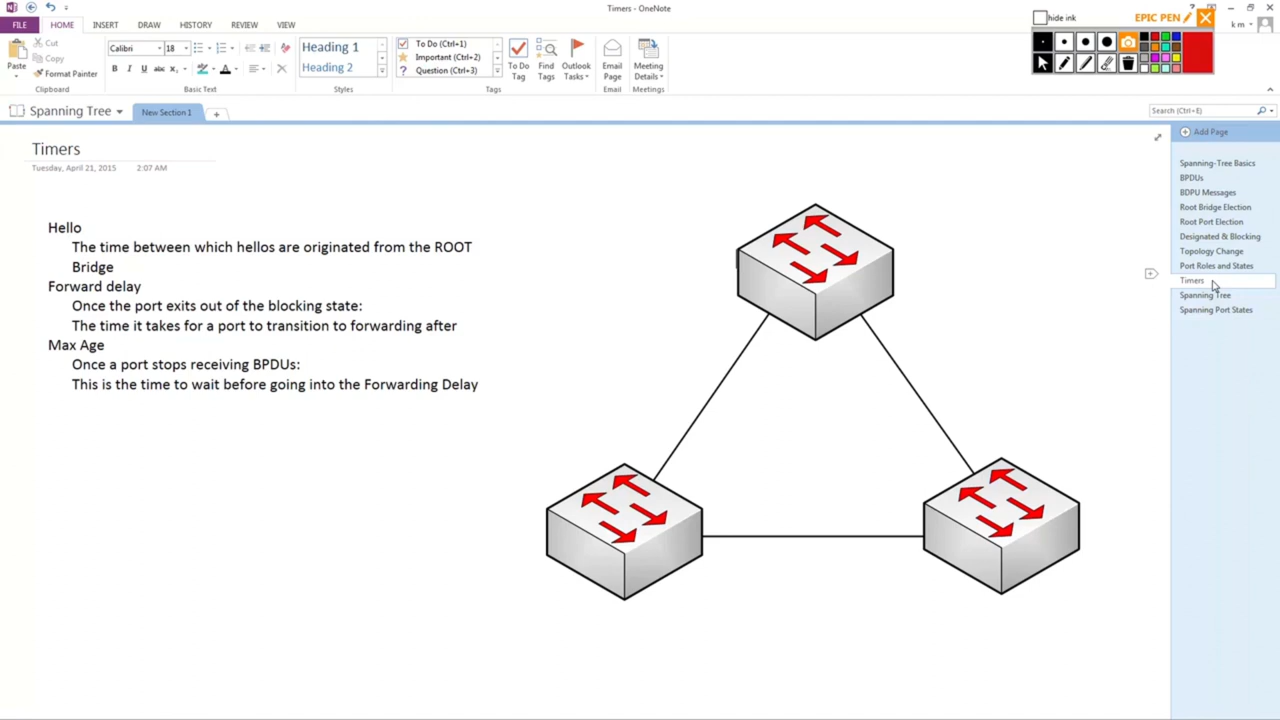 Timers - OneNote
hide ink
EPIC PEN
FILE HOME INSERT DRAW HISTORY REVIEW VIEW
k m
Paste
Cut
Copy
Format Painter
Clipboard
Calibri 18
B I U abc
Basic Text
Heading 1
Heading 2
Styles
To Do (Ctrl+1)
Important (Ctrl+2)
Question (Ctrl+3)
Tags
To Do
Tag
Find
Tags
Outlook
Tasks
Email
Page
Email
Meeting
Details
Meetings
Spanning Tree
New Section 1
Search (Ctrl+E)
Timers
Tuesday, April 21, 2015 2:07 AM
Hello
The time between which hellos are originated from the ROOT
Bridge
Forward delay
Once the port exits out of the blocking state:
The time it takes for a port to transition to forwarding after
Max Age
Once a port stops receiving BPDUs:
This is the time to wait before going into the Forwarding Delay
Add Page
Spanning-Tree Basics
BPDUs
BDPU Messages
Root Bridge Election
Root Port Election
Designated & Blocking
Topology Change
Port Roles and States
Timers
Spanning Tree
Spanning Port States